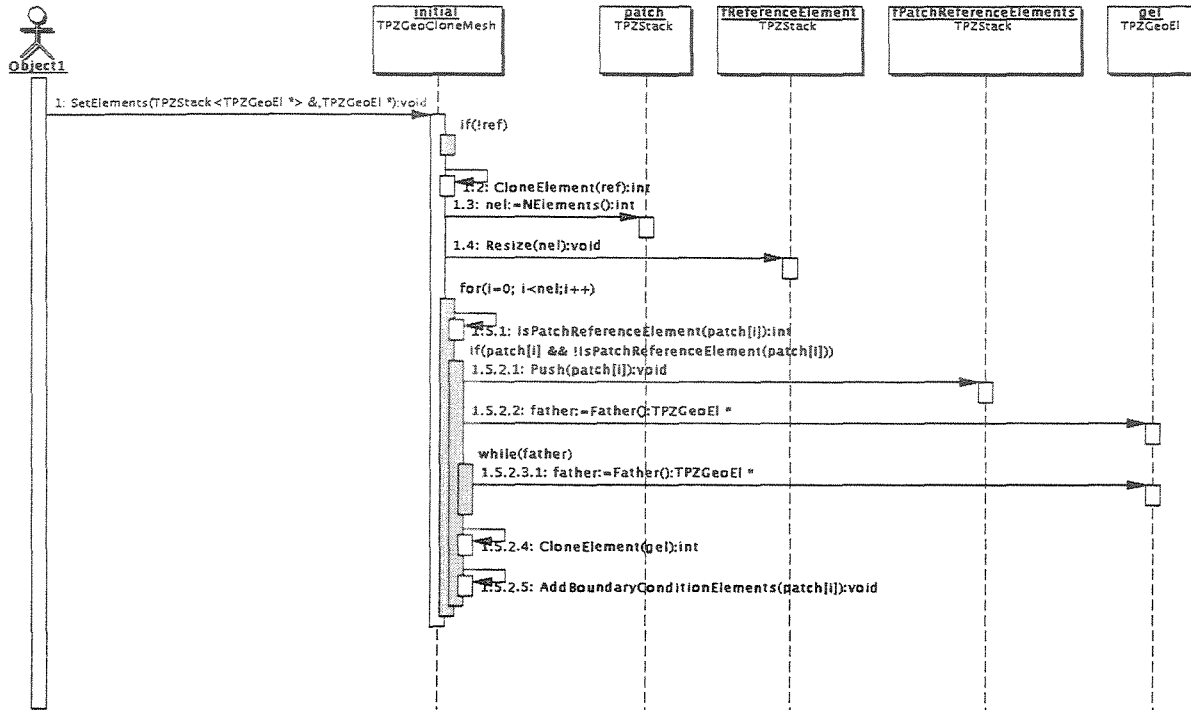 initial
TPZGeoCloneMesh
patch
TPZStack
fReferenceElement
TPZStack
fPatchReferenceElements
TPZStack
gel
TPZGeoEl
Object1
1: SetElements(TPZStack<TPZGeoEl *> &,TPZGeoEl *):void
if(!ref)
1.2: CloneElement(ref):int
1.3: nel:=NElements():int
1.4: Resize(nel):void
for(i=0; i<nel;i++)
1.5.1: IsPatchReferenceElement(patch[i]):int
if(patch[i] && !IsPatchReferenceElement(patch[i]))
1.5.2.1: Push(patch[i]):void
1.5.2.2: father:=Father():TPZGeoEl *
while(father)
1.5.2.3.1: father:=Father():TPZGeoEl *
1.5.2.4: CloneElement(gel):int
1.5.2.5: AddBoundaryConditionElements(patch[i]):void